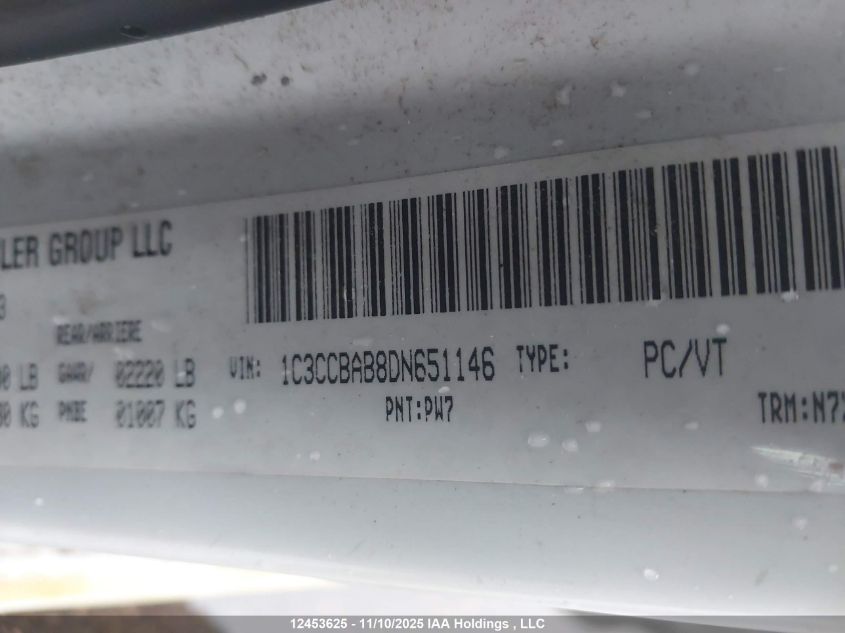 LER GROUP LLC
3
REAR/ARRIERE
0 LB GAWR/ 02220 LB VIN: 1C3CCBAB8DN651146 TYPE: PC/VT
0 KG PNBE 01007 KG PNT:PW7 TRM:N7
12453625 - 11/10/2025 IAA Holdings , LLC